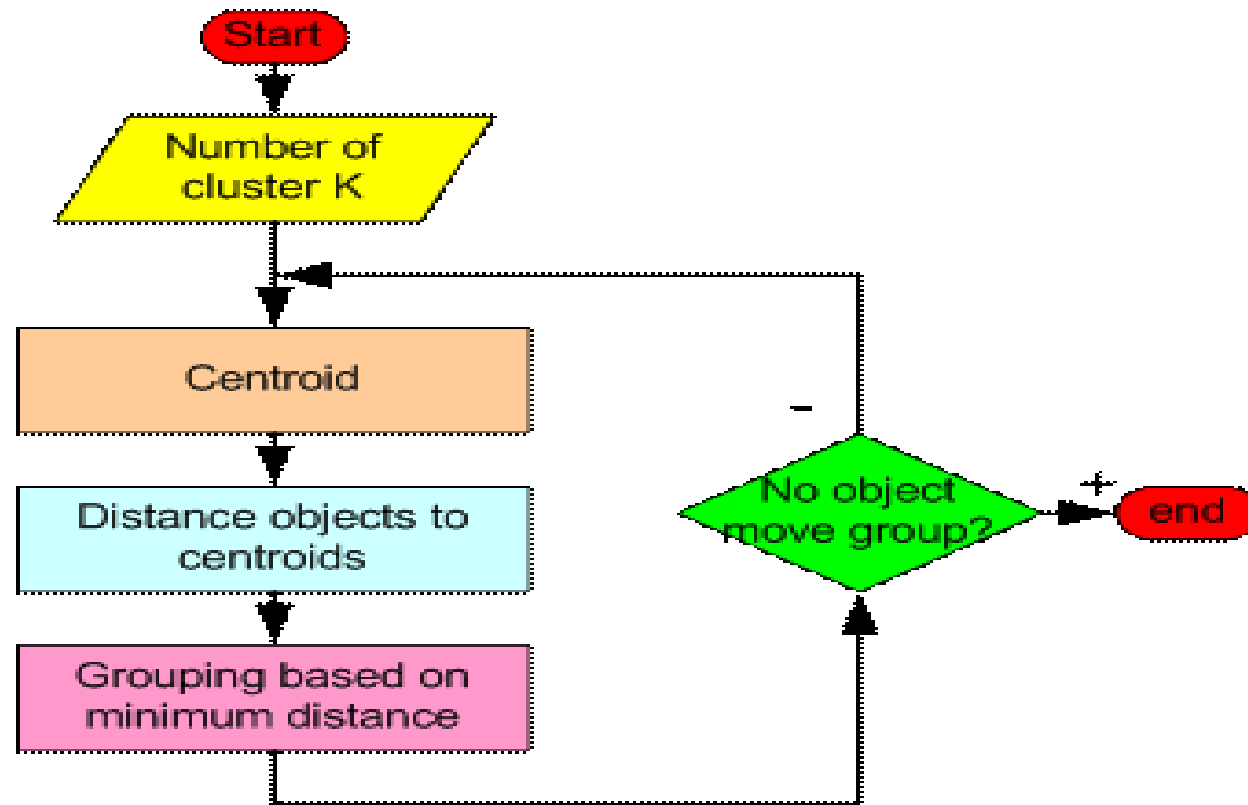 Start
Number of
cluster K
Centroid
Distance objects to
centroids
Grouping based on
minimum distance
-
No object
move group?
+
end